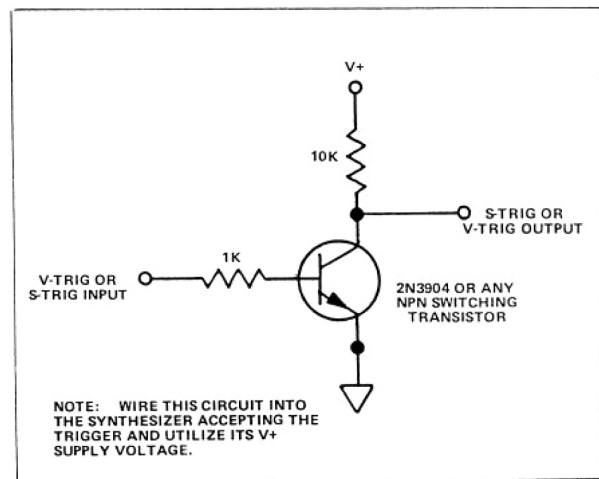 V+
10K
S-TRIG OR
V-TRIG OUTPUT
1K
V-TRIG OR
S-TRIG INPUT
2N3904 OR ANY
NPN SWITCHING
TRANSISTOR
NOTE: WIRE THIS CIRCUIT INTO
THE SYNTHESIZER ACCEPTING THE
TRIGGER AND UTILIZE ITS V+
SUPPLY VOLTAGE.